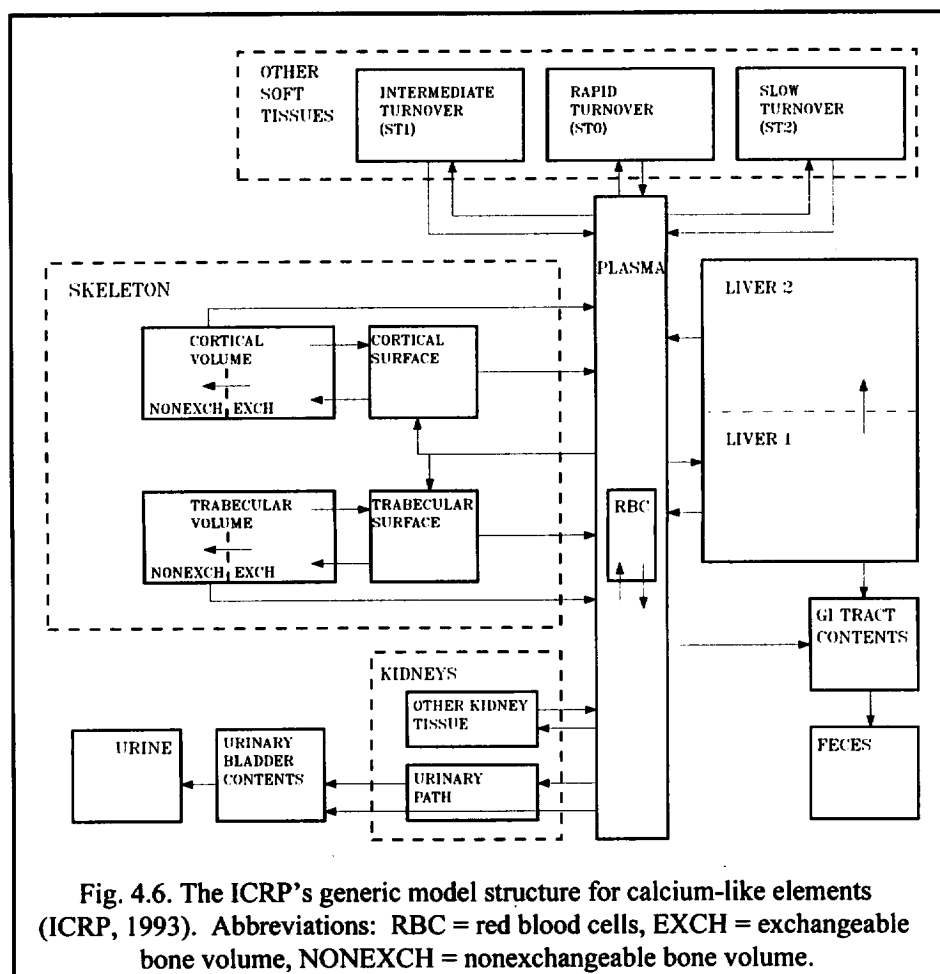 OTHER
SOFT
TISSUES
INTERMEDIATE
TURNOVER
(ST1)
RAPID
TURNOVER
(ST0)
SLOW
TURNOVER
(ST2)
PLASMA
RBC
SKELETON
CORTICAL
VOLUME
NONEXCH EXCH
CORTICAL
SURFACE
TRABECULAR
VOLUME
NONEXCH EXCH
TRABECULAR
SURFACE
LIVER 2
LIVER 1
GI TRACT
CONTENTS
FECES
KIDNEYS
OTHER KIDNEY
TISSUE
URINARY
PATH
URINARY
BLADDER
CONTENTS
URINE
Fig. 4.6. The ICRP's generic model structure for calcium-like elements
(ICRP, 1993). Abbreviations: RBC = red blood cells, EXCH = exchangeable
bone volume, NONEXCH = nonexchangeable bone volume.